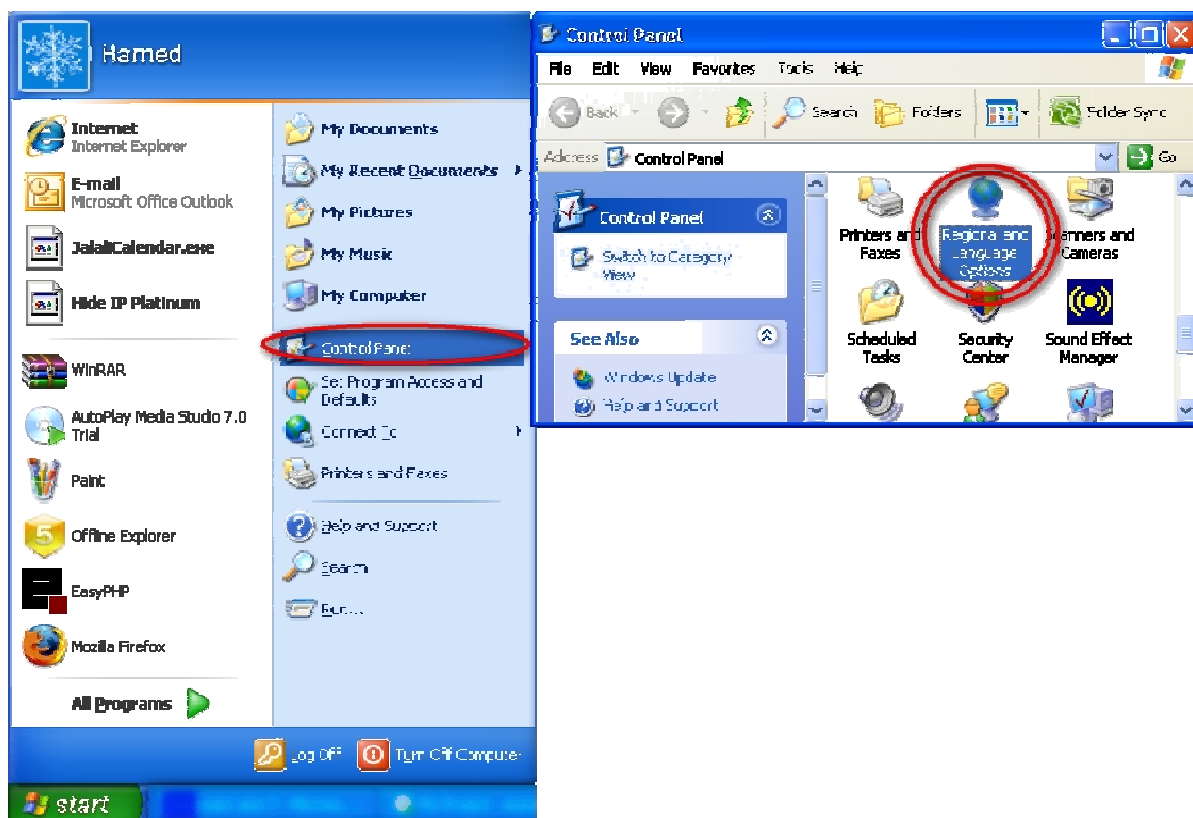 Hamed
Internet
Internet Explorer
E-mail
Microsoft Office Outlook
JalaliCalendar.exe
Hide IP Platinum
WinRAR
AutoPlay Media Studio 7.0
Trial
Paint
Offline Explorer
EasyPHP
Mozilla Firefox
All Programs
My Documents
My Recent Documents
My Pictures
My Music
My Computer
Control Panel
Set Program Access and
Defaults
Connect To
Printers and Faxes
Help and Support
Search
Run...
Log Off
Turn Off Computer
start
Control Panel
File Edit View Favorites Tools Help
Back Search Folders Folder Sync
Address Control Panel Go
Control Panel
Switch to Category
View
See Also
Windows Update
Help and Support
Printers and
Faxes
Regional and
Language
Options
Scanners and
Cameras
Scheduled
Tasks
Security
Center
Sound Effect
Manager